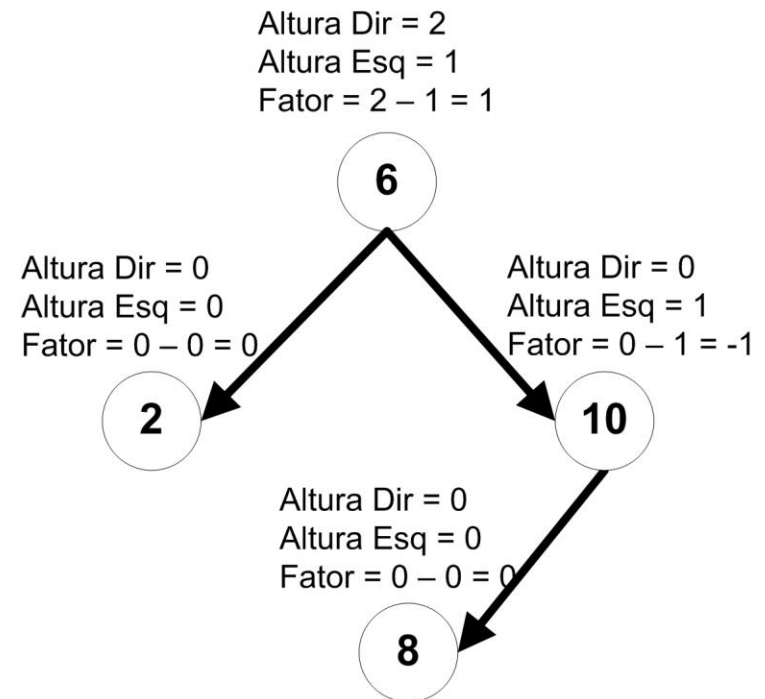 Altura Dir = 2
Altura Esq = 1
Fator = 2 – 1 = 1
6
Altura Dir = 0
Altura Esq = 0
Fator = 0 – 0 = 0
2
Altura Dir = 0
Altura Esq = 1
Fator = 0 – 1 = -1
10
Altura Dir = 0
Altura Esq = 0
Fator = 0 – 0 = 0
8